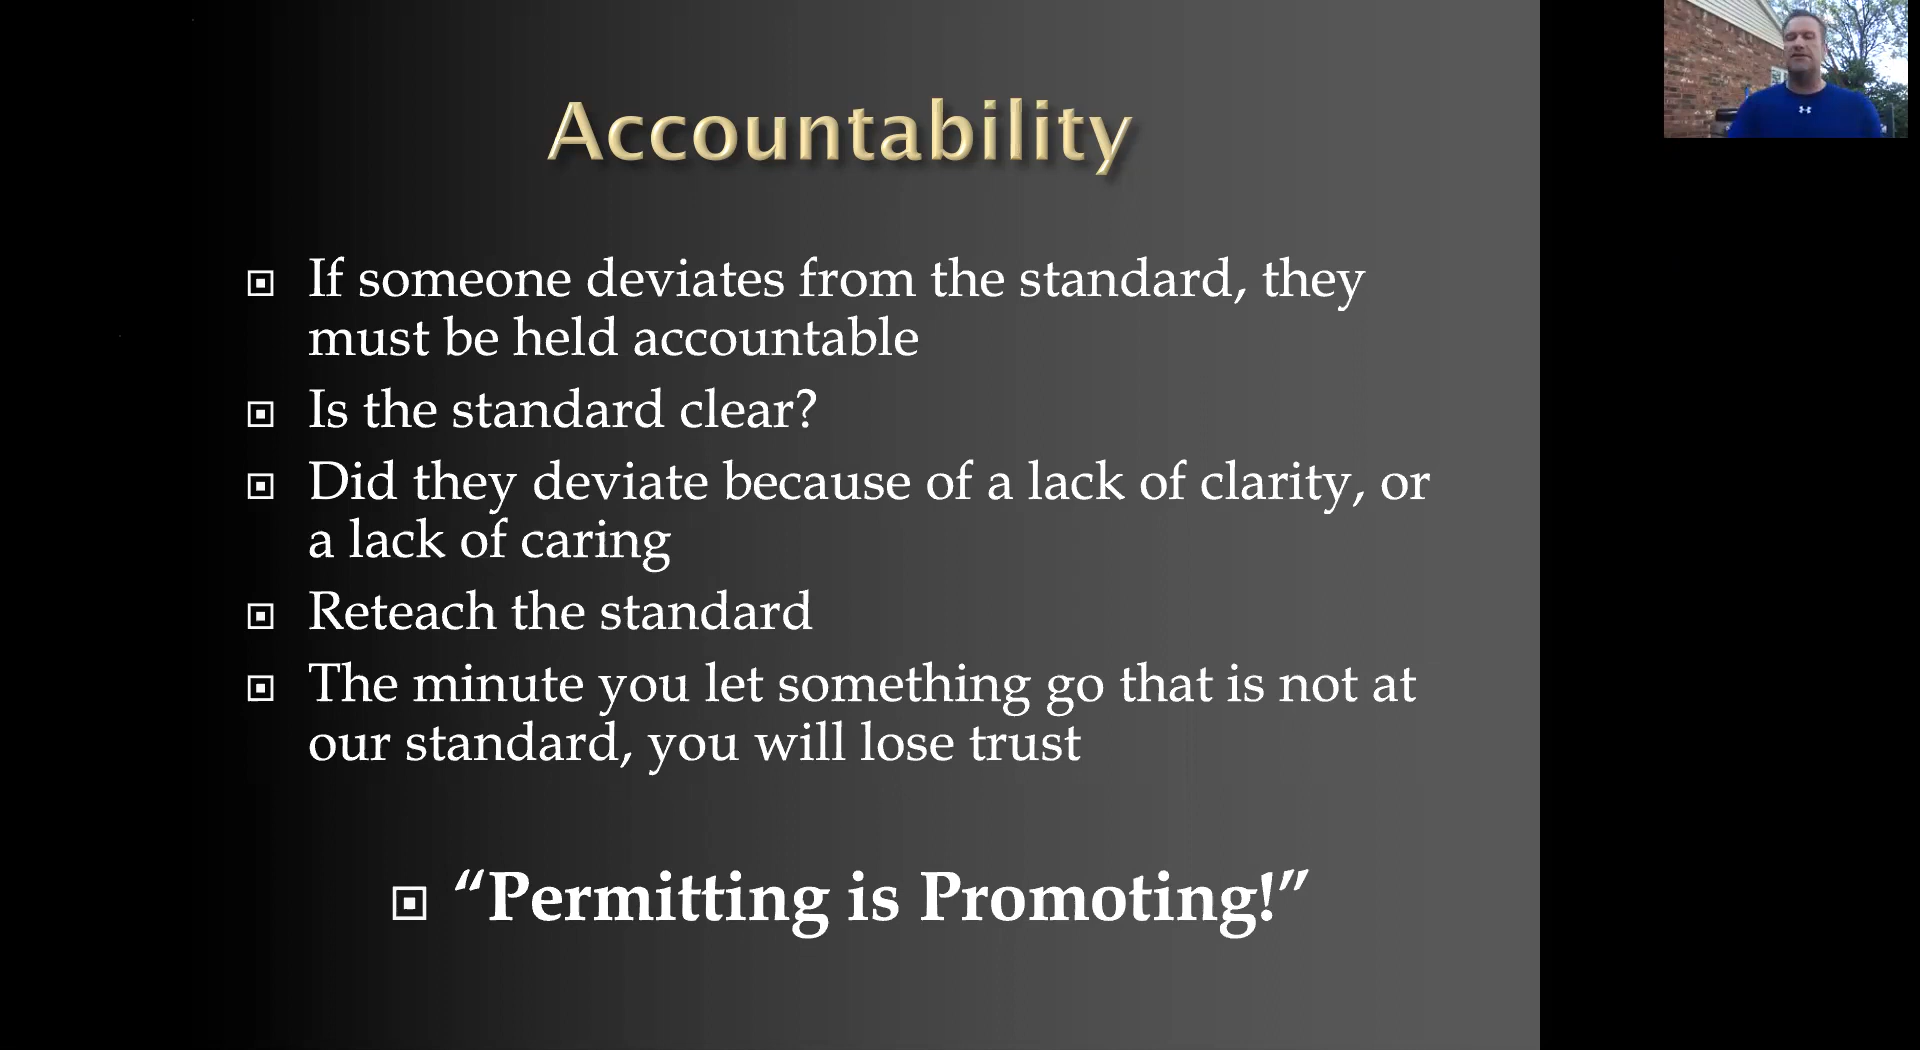 Accountability
If someone deviates from the standard, they
must be held accountable
Is the standard clear?
Did they deviate because of a lack of clarity, or
a lack of caring
Reteach the standard
The minute you let something go that is not at
our standard, you will lose trust
“Permitting is Promoting!”